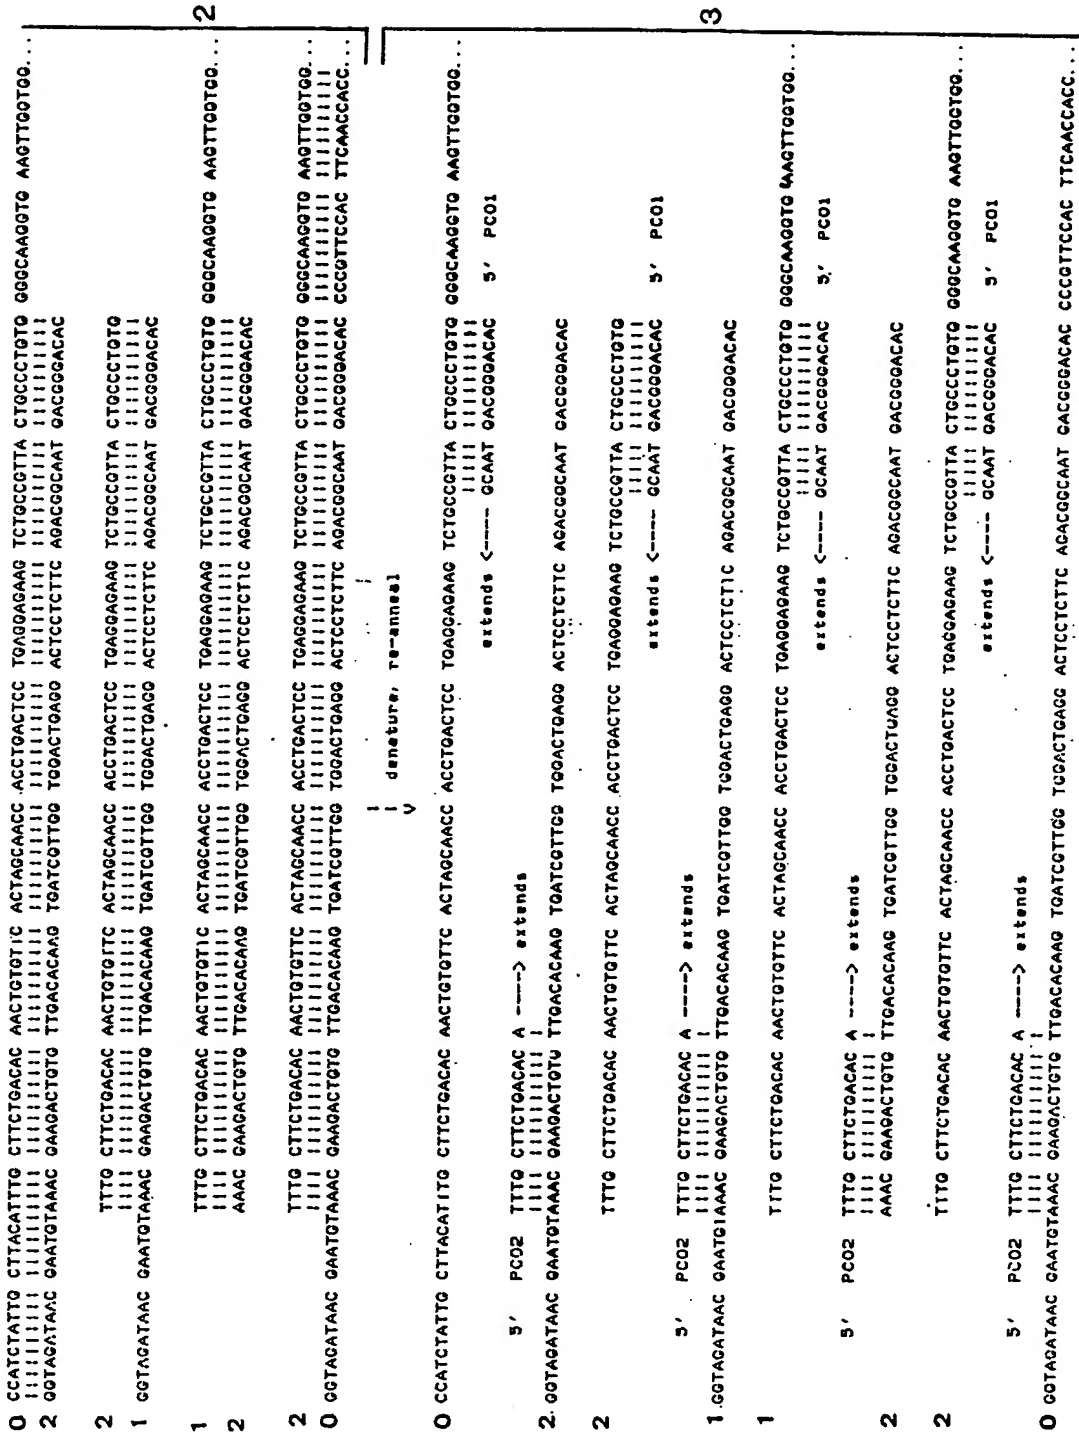 0 CCATCTATTG CTTACATTTG CTTCTGACAC AACTGTGTTC ACTAGCAACC ACCTGACTCC TGAGGAGAAG TCTGCCGTTA CTGCCCTGTG GGGCAAGGTG AAGTTGGTGG...
2 GGTAGATAAC GAATGTAAAC GAAGACTGTG TTGACACAAG TGATCGTTGG TGGACTGAGG ACTCCTCTTC AGACGGCAAT GACGGGACAC
2 TTTG CTTCTGACAC AACTGTGTTC ACTAGCAACC ACCTGACTCC TGAGGAGAAG TCTGCCGTTA CTGCCCTGTG
1 GGTAGATAAC GAATGTAAAC GAAGACTGTG TTGACACAAG TGATCGTTGG TGGACTGAGG ACTCCTCTTC AGACGGCAAT GACGGGACAC
1 TTTG CTTCTGACAC AACTGTGTTC ACTAGCAACC ACCTGACTCC TGAGGAGAAG TCTGCCGTTA CTGCCCTGTG GGGCAAGGTG AAGTTGGTGG...
2 AAAC GAAGACTGTG TTGACACAAG TGATCGTTGG TGGACTGAGG ACTCCTCTTC AGACGGCAAT GACGGGACAC
2 TTTG CTTCTGACAC AACTGTGTTC ACTAGCAACC ACCTGACTCC TGAGGAGAAG TCTGCCGTTA CTGCCCTGTG GGGCAAGGTG AAGTTGGTGG...
0 GGTAGATAAC GAATGTAAAC GAAGACTGTG TTGACACAAG TGATCGTTGG TGGACTGAGG ACTCCTCTTC AGACGGCAAT GACGGGACAC CCCGTTCCAC TTCAACCACC...
2
denature, re-anneal
0 CCATCTATTG CTTACATTTG CTTCTGACAC AACTGTGTTC ACTAGCAACC ACCTGACTCC TGAGGAGAAG TCTGCCGTTA CTGCCCTGTG GGGCAAGGTG AAGTTGGTGG...
extends <---- GCAAT GACGGGACAC 5' PCO1
5' PCO2 TTTG CTTCTGACAC A ----> extends
2 GGTAGATAAC GAATGTAAAC GAAGACTGTG TTGACACAAG TGATCGTTGG TGGACTGAGG ACTCCTCTTC AGACGGCAAT GACGGGACAC
2 TTTG CTTCTGACAC AACTGTGTTC ACTAGCAACC ACCTGACTCC TGAGGAGAAG TCTGCCGTTA CTGCCCTGTG
extends <---- GCAAT GACGGGACAC 5' PCO1
5' PCO2 TTTG CTTCTGACAC A ----> extends
1 GGTAGATAAC GAATGTAAAC GAAGACTGTG TTGACACAAG TGATCGTTGG TGGACTGAGG ACTCCTCTTC AGACGGCAAT GACGGGACAC
1 TTTG CTTCTGACAC AACTGTGTTC ACTAGCAACC ACCTGACTCC TGAGGAGAAG TCTGCCGTTA CTGCCCTGTG GGGCAAGGTG AAGTTGGTGG...
extends <---- GCAAT GACGGGACAC 5' PCO1
5' PCO2 TTTG CTTCTGACAC A ----> extends
2 AAAC GAAGACTGTG TTGACACAAG TGATCGTTGG TGGACTGAGG ACTCCTCTTC AGACGGCAAT GACGGGACAC
2 TTTG CTTCTGACAC AACTGTGTTC ACTAGCAACC ACCTGACTCC TGAGGAGAAG TCTGCCGTTA CTGCCCTGTG GGGCAAGGTG AAGTTGGTGG...
extends <---- GCAAT GACGGGACAC 5' PCO1
5' PCO2 TTTG CTTCTGACAC A ----> extends
0 GGTAGATAAC GAATGTAAAC GAAGACTGTG TTGACACAAG TGATCGTTGG TGGACTGAGG ACTCCTCTTC AGACGGCAAT GACGGGACAC CCCGTTCCAC TTCAACCACC...
3